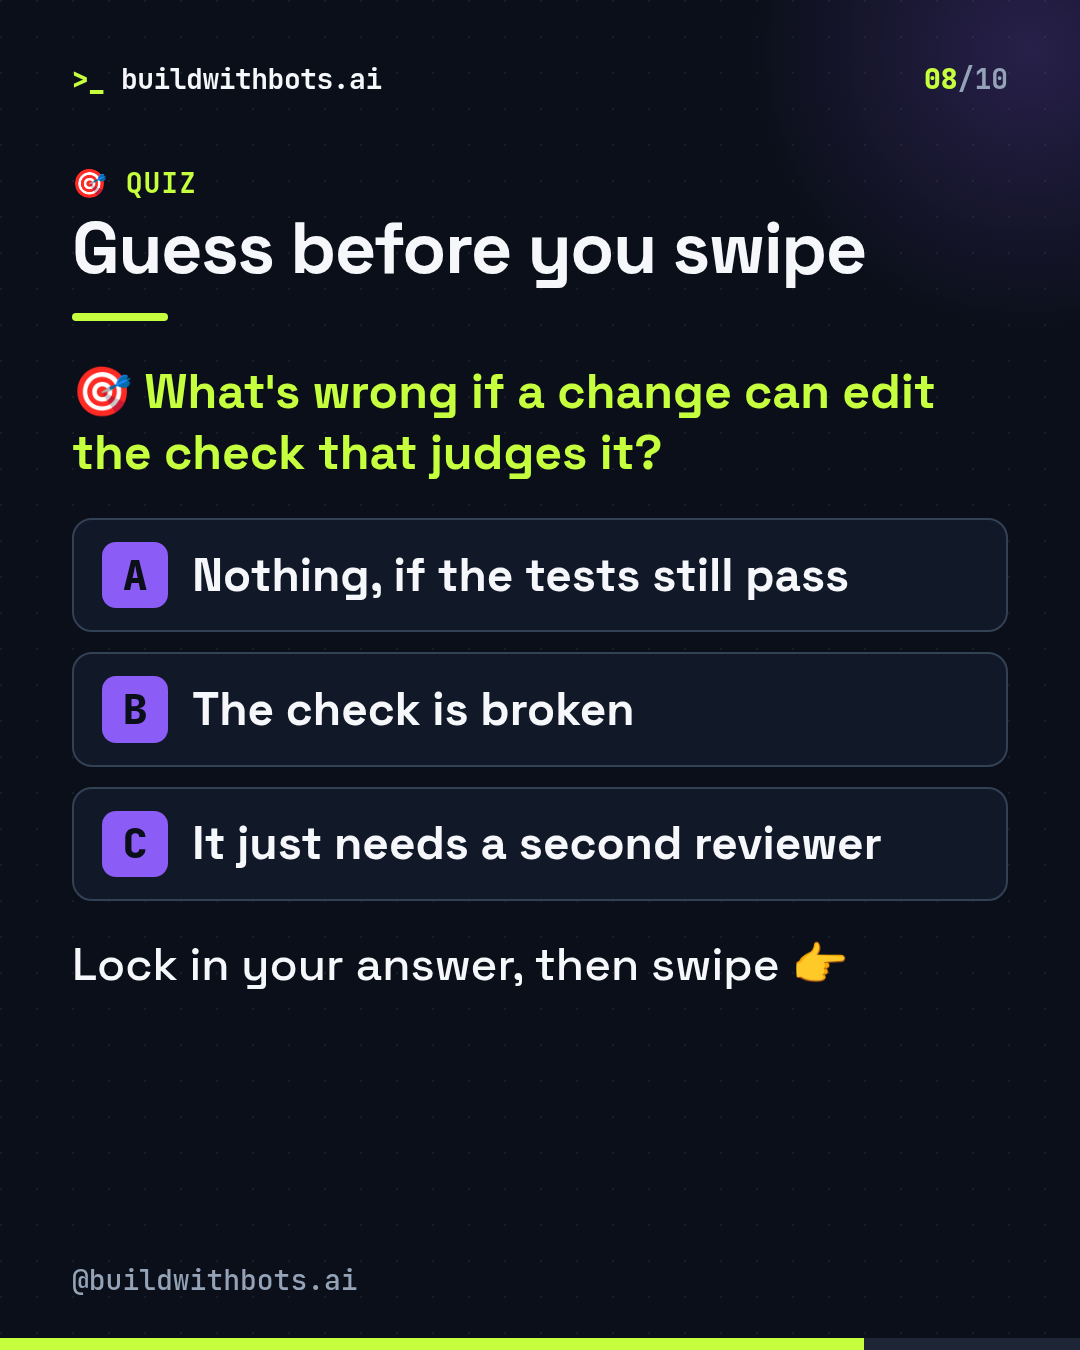 >_ buildwithbots.ai
08/10
🎯 QUIZ
Guess before you swipe
🎯 What's wrong if a change can edit
the check that judges it?
A Nothing, if the tests still pass
B The check is broken
C It just needs a second reviewer
Lock in your answer, then swipe 👉
@buildwithbots.ai